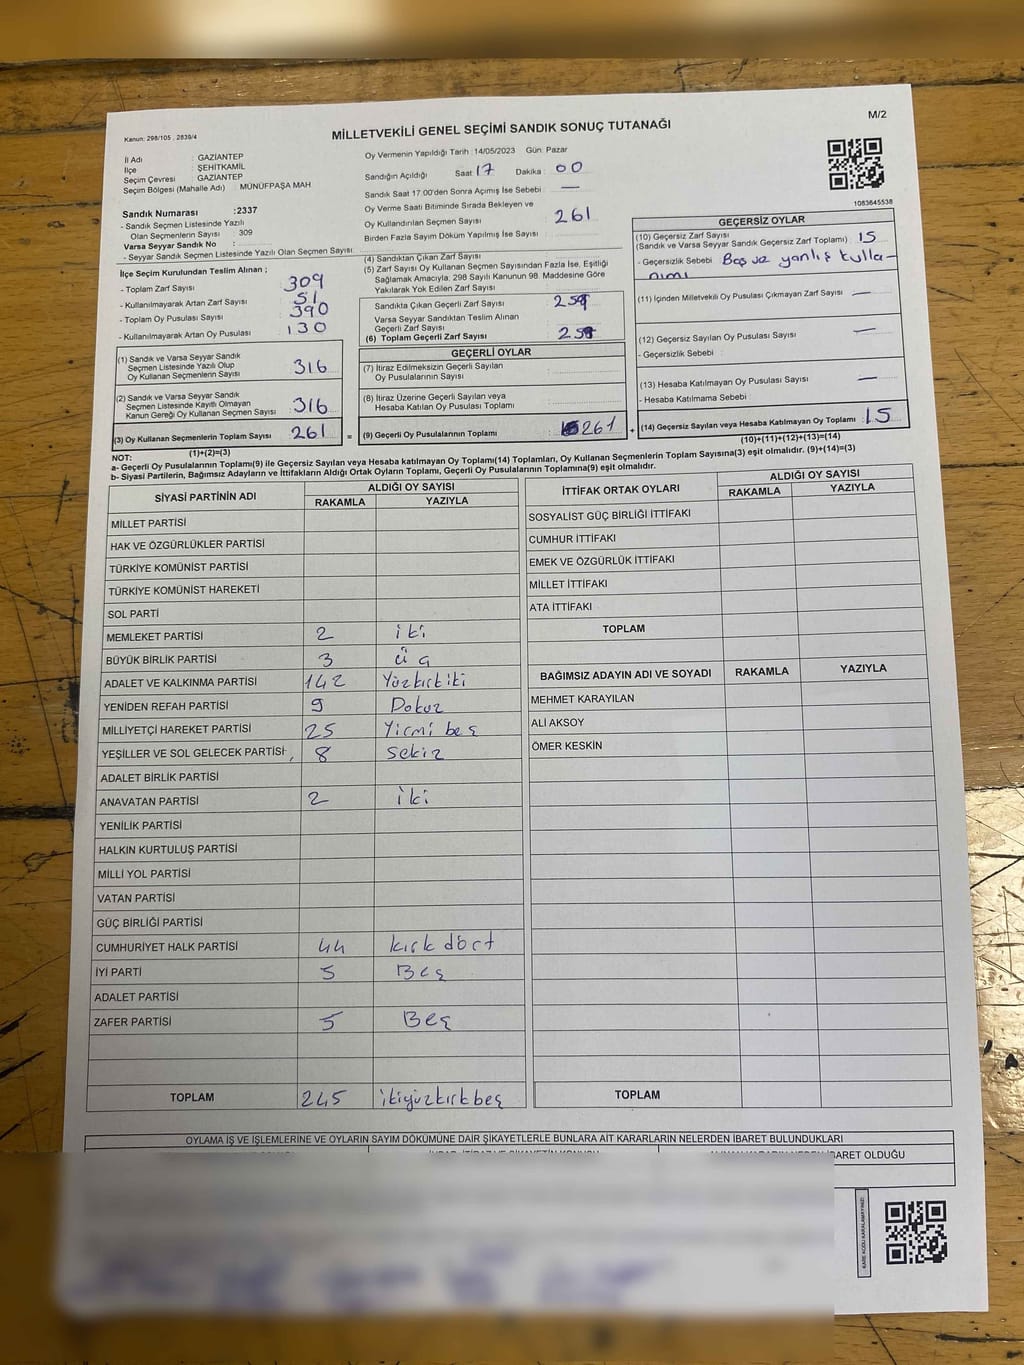 Kanun: 298/105 . 2839/4
MİLLETVEKİLİ GENEL SEÇİMİ SANDIK SONUÇ TUTANAĞI
M/2
İl Adı : GAZİANTEP
İlçe : ŞEHİTKAMİL
Seçim Çevresi : GAZİANTEP
Seçim Bölgesi (Mahalle Adı) : MÜNÜFPAŞA MAH
Sandık Numarası :2337
- Sandık Seçmen Listesinde Yazılı
Olan Seçmenlerin Sayısı : 309
Varsa Seyyar Sandık No :
- Seyyar Sandık Seçmen Listesinde Yazılı Olan Seçmen Sayısı:
Oy Vermenin Yapıldığı Tarih :14/05/2023 Gün: Pazar
Sandığın Açıldığı Saat 17 Dakika : 00
Sandık Saat 17.00'den Sonra Açımış İse Sebebi : —
Oy Verme Saati Bitiminde Sırada Bekleyen ve
Oy Kullandırılan Seçmen Sayısı : 261
Birden Fazla Sayım Döküm Yapılmış İse Sayısı :
1083645538
İlçe Seçim Kurulundan Teslim Alınan ;
- Toplam Zarf Sayısı : 309
- Kullanılmayarak Artan Zarf Sayısı : 51
- Toplam Oy Pusulası Sayısı : 390
- Kullanılmayarak Artan Oy Pusulası : 130
(1) Sandık ve Varsa Seyyar Sandık
Seçmen Listesinde Yazılı Olup
Oy Kullanan Seçmenlerin Sayısı : 316
(2) Sandık ve Varsa Seyyar Sandık
Seçmen Listesinde Kayıtlı Olmayan
Kanun Gereği Oy Kullanan Seçmen Sayısı : 316
(3) Oy Kullanan Seçmenlerin Toplam Sayısı : 261
(1)+(2)=(3)
(4) Sandıktan Çıkan Zarf Sayısı :
(5) Zarf Sayısı Oy Kullanan Seçmen Sayısından Fazla İse, Eşitliği
Sağlamak Amacıyla, 298 Sayılı Kanunun 98. Maddesine Göre
Yakılarak Yok Edilen Zarf Sayısı :
Sandıkta Çıkan Geçerli Zarf Sayısı :
Varsa Seyyar Sandıktan Teslim Alınan
Geçerli Zarf Sayısı :
(6) Toplam Geçerli Zarf Sayısı :
GEÇERLİ OYLAR
(7) İtiraz Edilmeksizin Geçerli Sayılan
Oy Pusulalarının Sayısı :
(8) İtiraz Üzerine Geçerli Sayılan veya
Hesaba Katılan Oy Pusulası Toplamı :
= (9) Geçerli Oy Pusulalarının Toplamı : 261
GEÇERSİZ OYLAR
(10) Geçersiz Zarf Sayısı
(Sandık ve Varsa Seyyar Sandık Geçersiz Zarf Toplamı) : 15
- Geçersizlik Sebebi : Boş ve yanlış kulla-
nımı
(11) İçinden Milletvekili Oy Pusulası Çıkmayan Zarf Sayısı : —
(12) Geçersiz Sayılan Oy Pusulası Sayısı : —
- Geçersizlik Sebebi :
(13) Hesaba Katılmayan Oy Pusulası Sayısı : —
- Hesaba Katılmama Sebebi :
+ (14) Geçersiz Sayılan veya Hesaba Katılmayan Oy Toplamı : 15
(10)+(11)+(12)+(13)=(14)
NOT:
a- Geçerli Oy Pusulalarının Toplamı(9) ile Geçersiz Sayılan veya Hesaba katılmayan Oy Toplamı(14) Toplamları, Oy Kullanan Seçmenlerin Toplam Sayısına(3) eşit olmalıdır. (9)+(14)=(3)
b- Siyasi Partilerin, Bağımsız Adayların ve İttifakların Aldığı Ortak Oyların Toplamı, Geçerli Oy Pusulalarının Toplamına(9) eşit olmalıdır.
SİYASİ PARTİNİN ADI ALDIĞI OY SAYISI
RAKAMLA YAZIYLA
MİLLET PARTİSİ
HAK VE ÖZGÜRLÜKLER PARTİSİ
TÜRKİYE KOMÜNİST PARTİSİ
TÜRKİYE KOMÜNİST HAREKETİ
SOL PARTİ
MEMLEKET PARTİSİ 2 iki
BÜYÜK BİRLİK PARTİSİ 3 üç
ADALET VE KALKINMA PARTİSİ 142 Yüzkırkiki
YENİDEN REFAH PARTİSİ 9 Dokuz
MİLLİYETÇİ HAREKET PARTİSİ 25 Yirmi beş
YEŞİLLER VE SOL GELECEK PARTİSİ 8 Sekiz
ADALET BİRLİK PARTİSİ
ANAVATAN PARTİSİ 2 iki
YENİLİK PARTİSİ
HALKIN KURTULUŞ PARTİSİ
MİLLİ YOL PARTİSİ
VATAN PARTİSİ
GÜÇ BİRLİĞİ PARTİSİ
CUMHURİYET HALK PARTİSİ 44 kırk dört
İYİ PARTİ 5 Beş
ADALET PARTİSİ
ZAFER PARTİSİ 5 Beş
TOPLAM 245 ikiyüzkırkbeş
İTTİFAK ORTAK OYLARI ALDIĞI OY SAYISI
RAKAMLA YAZIYLA
SOSYALİST GÜÇ BİRLİĞİ İTTİFAKI
CUMHUR İTTİFAKI
EMEK VE ÖZGÜRLÜK İTTİFAKI
MİLLET İTTİFAKI
ATA İTTİFAKI
TOPLAM
BAĞIMSIZ ADAYIN ADI VE SOYADI RAKAMLA YAZIYLA
MEHMET KARAYILAN
ALİ AKSOY
ÖMER KESKİN
TOPLAM
OYLAMA İŞ VE İŞLEMLERİNE VE OYLARIN SAYIM DÖKÜMÜNE DAİR ŞİKAYETLERLE BUNLARA AİT KARARLARIN NELERDEN İBARET BULUNDUKLARI
İBARET OLDUĞU